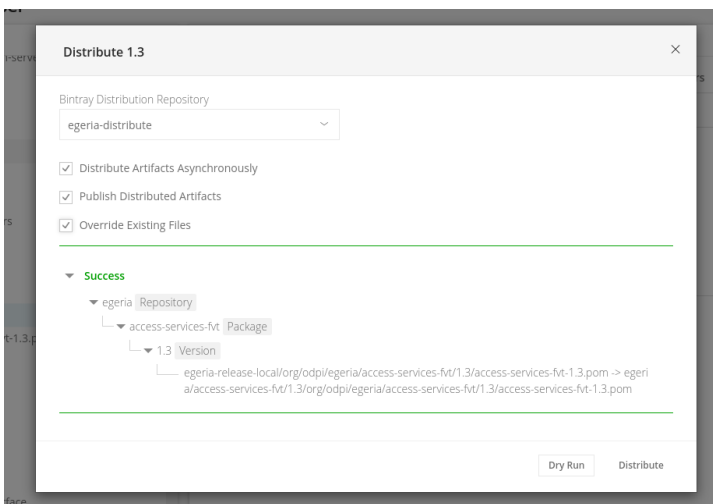 Distribute 1.3
Bintray Distribution Repository
egeria-distribute
Distribute Artifacts Asynchronously
Publish Distributed Artifacts
Override Existing Files
Success
egeria Repository
access-services-fvt Package
1.3 Version
egeria-release-local/org/odpi/egeria/access-services-fvt/1.3/access-services-fvt-1.3.pom -> egeri
a/access-services-fvt/1.3/org/odpi/egeria/access-services-fvt/1.3/access-services-fvt-1.3.pom
Dry Run
Distribute